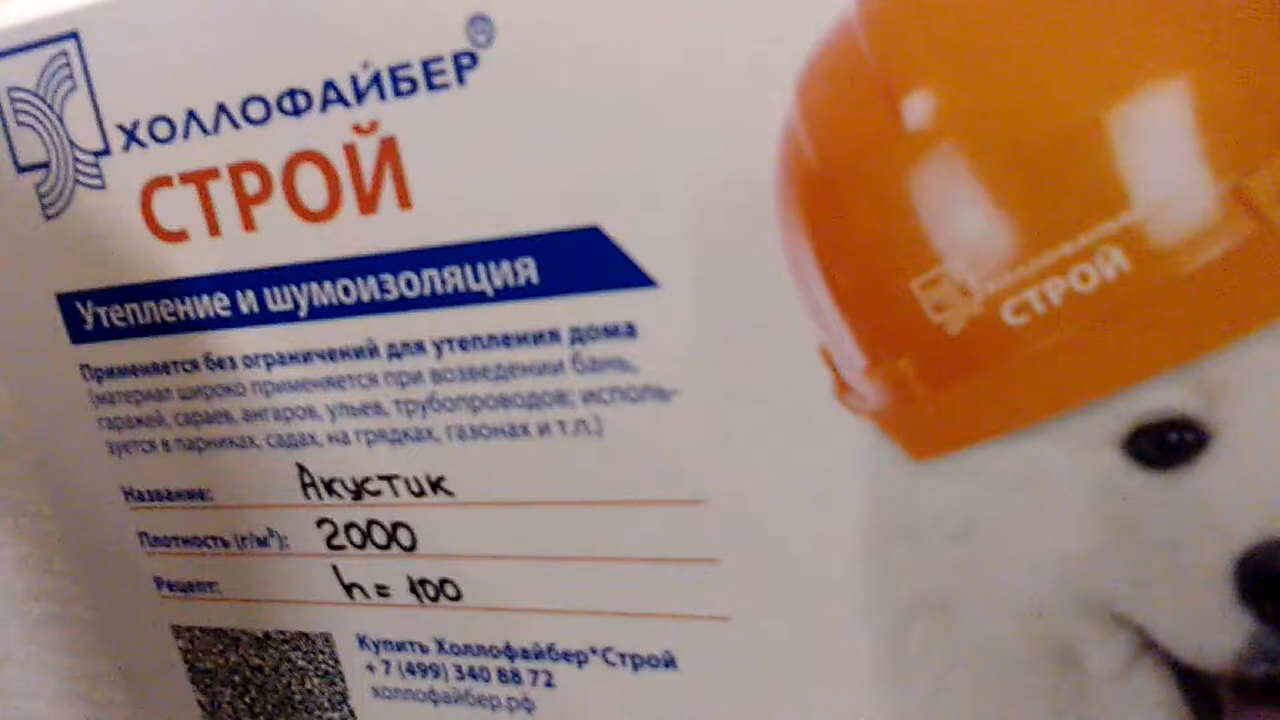 ХОЛЛОФАЙБЕР®
СТРОЙ
Утепление и шумоизоляция
Применяется без ограничений для утепления дома
(материал широко применяется при возведении бань,
гаражей, сараев, ангаров, ульев, трубопроводов; исполь-
зуется в парниках, садах, на грядках, газонах и т.п.)
Название: Акустик
Плотность (г/м²): 2000
Рецепт: h = 100
Купить Холлофайбер®Строй
+7 (499) 340 88 72
холлофайбер.рф
СТРОЙ